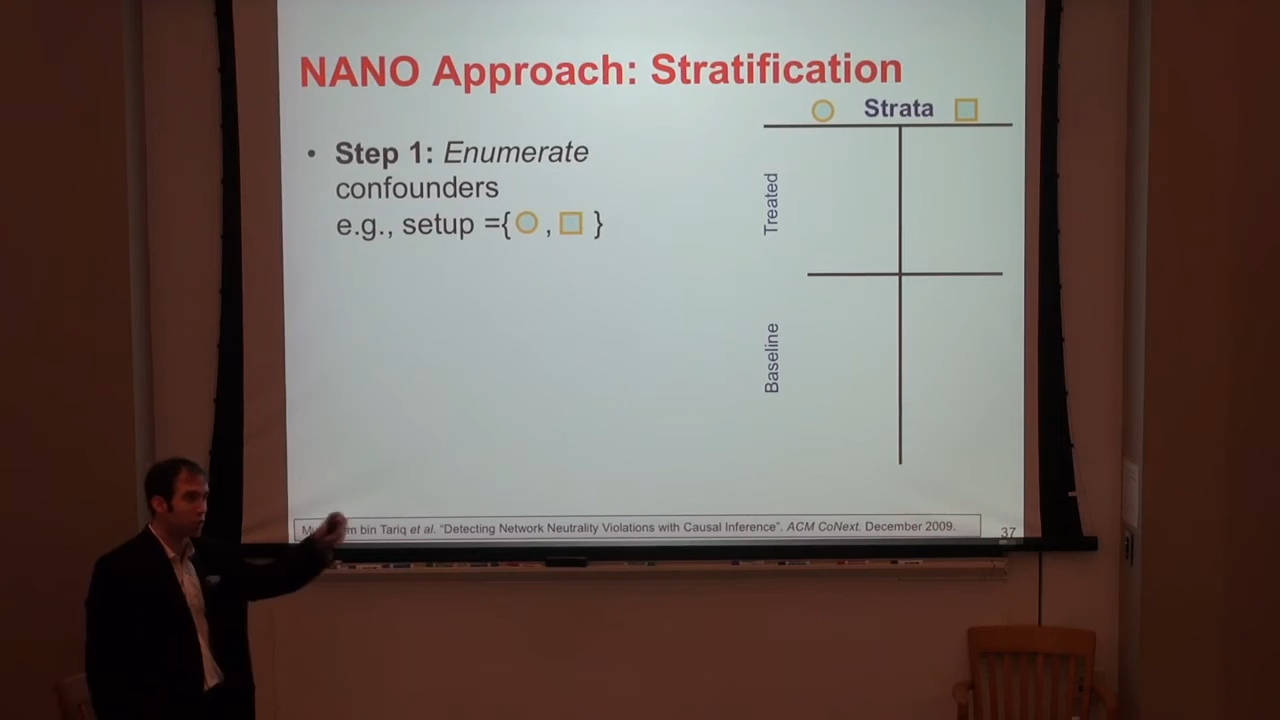 NANO Approach: Stratification
Strata
• Step 1: Enumerate
confounders
e.g., setup ={ , }
Treated
Baseline
bin Tariq et al. “Detecting Network Neutrality Violations with Causal Inference”. ACM CoNext. December 2009.
37